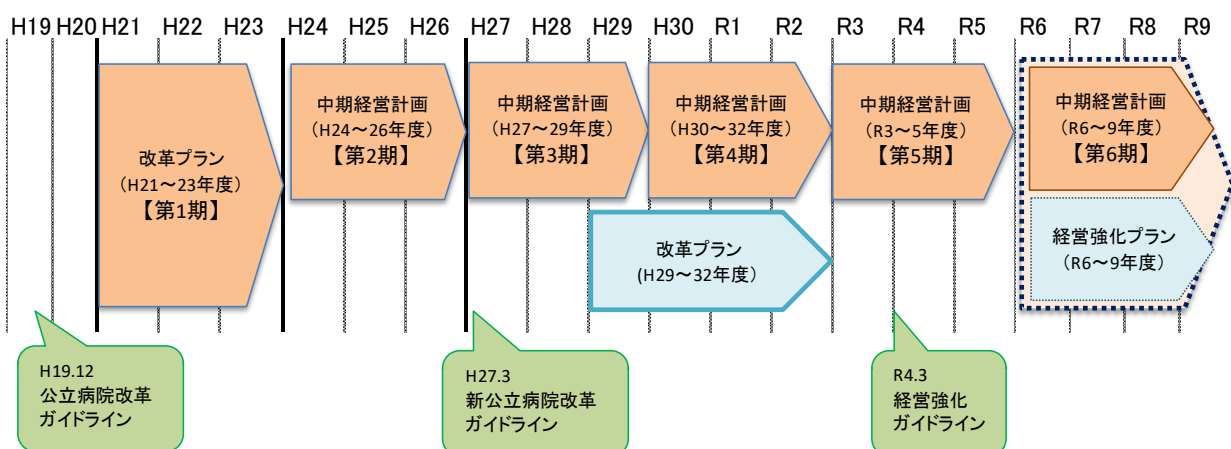 H19 H20 H21 H22 H23 H24 H25 H26 H27 H28 H29 H30 R1 R2 R3 R4 R5 R6 R7 R8 R9
改革プラン
(H21～23年度)
【第1期】
中期経営計画
(H24～26年度)
【第2期】
中期経営計画
(H27～29年度)
【第3期】
中期経営計画
(H30～32年度)
【第4期】
中期経営計画
(R3～5年度)
【第5期】
中期経営計画
(R6～9年度)
【第6期】
改革プラン
(H29～32年度)
経営強化プラン
(R6～9年度)
H19.12
公立病院改革
ガイドライン
H27.3
新公立病院改革
ガイドライン
R4.3
経営強化
ガイドライン